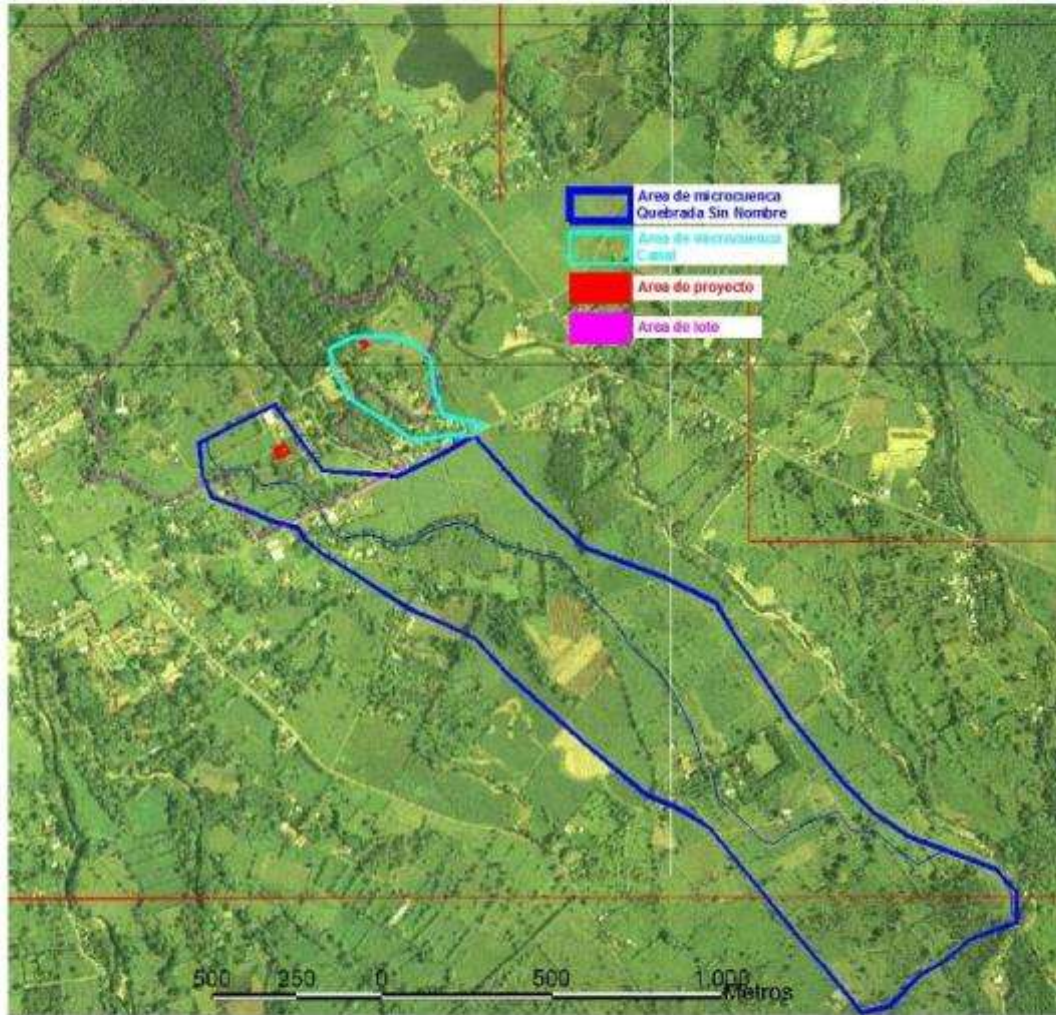 Area de microcuenca
Quebrada Sin Nombre
Area de microcuenca
Canal
Area de proyecto
Area de lote
500 250 0 500 1.000
Metros